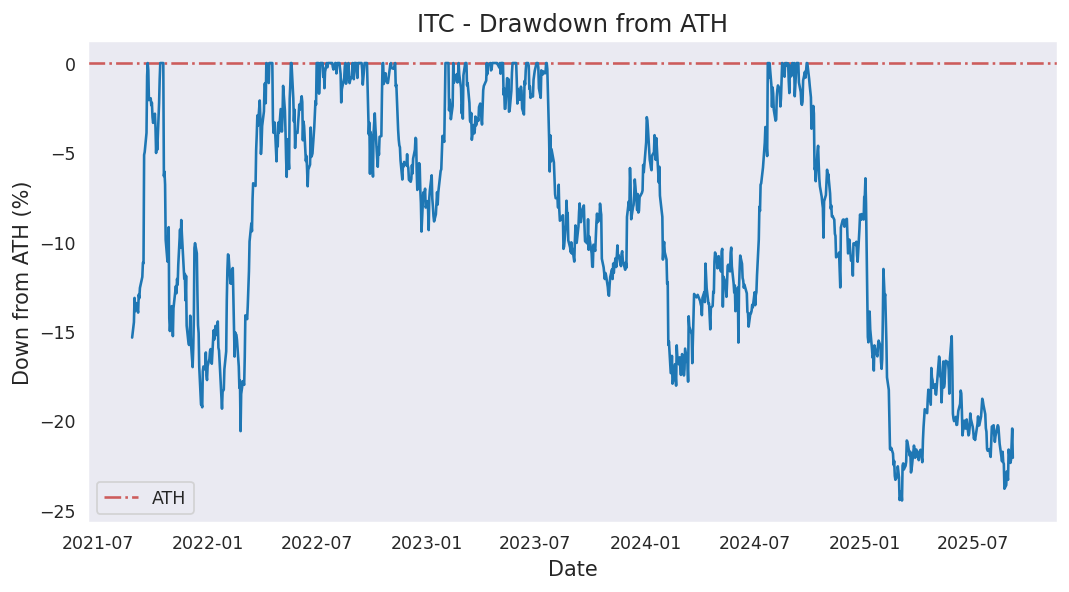 ITC - Drawdown from ATH
Down from ATH (%)
0
−5
−10
−15
−20
−25
ATH
2021-07 2022-01 2022-07 2023-01 2023-07 2024-01 2024-07 2025-01 2025-07
Date